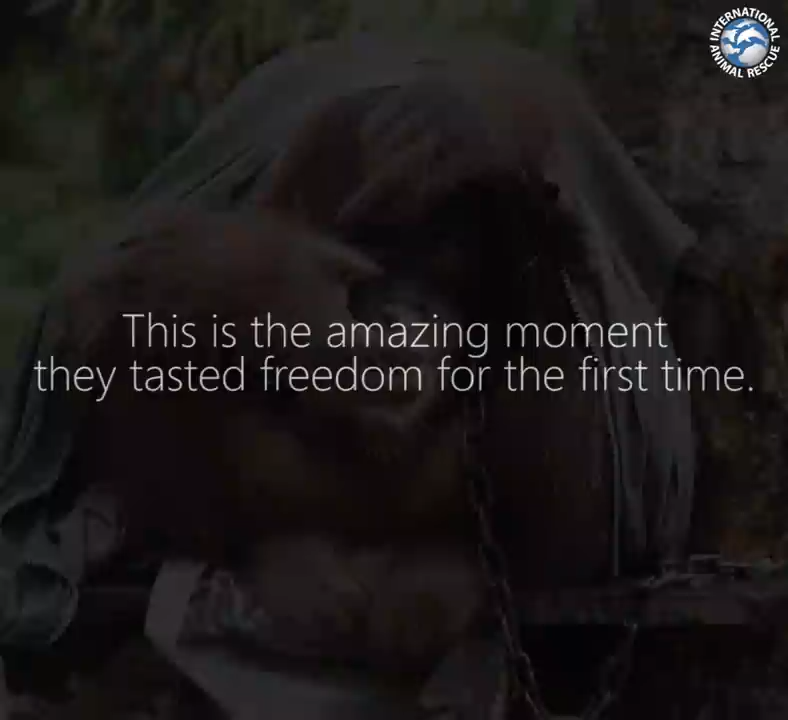 INTERNATIONAL
ANIMAL RESCUE
This is the amazing moment
they tasted freedom for the first time.